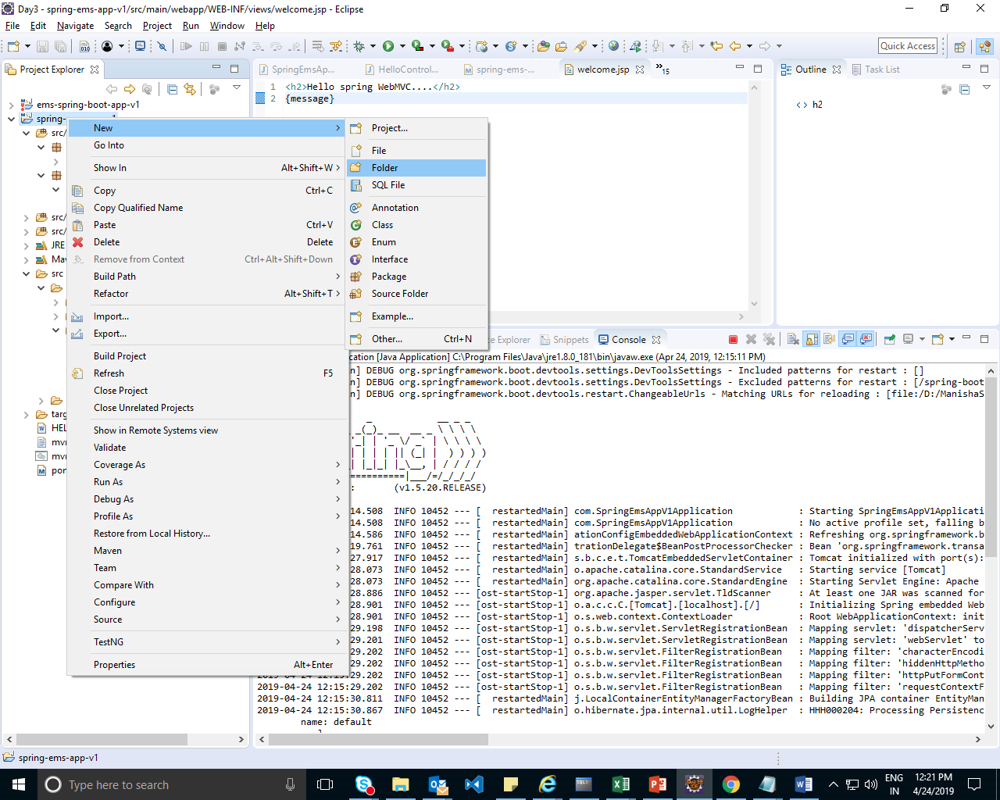 Day3 - spring-ems-app-v1/src/main/webapp/WEB-INF/views/welcome.jsp - Eclipse
File Edit Navigate Search Project Run Window Help
Quick Access
Project Explorer
SpringEmsAp... HelloControl... spring-ems-... welcome.jsp »15
Outline Task List
1 <h2>Hello spring WebMVC....</h2>
2 {message}
h2
ems-spring-boot-app-v1
spring-
src/
src/
src/
JRE
Mav
src
targ
HEL
mvn
mvn
pom
New
Go Into
Show In Alt+Shift+W
Copy Ctrl+C
Copy Qualified Name
Paste Ctrl+V
Delete Delete
Remove from Context Ctrl+Alt+Shift+Down
Build Path
Refactor Alt+Shift+T
Import...
Export...
Build Project
Refresh F5
Close Project
Close Unrelated Projects
Show in Remote Systems view
Validate
Coverage As
Run As
Debug As
Profile As
Restore from Local History...
Maven
Team
Compare With
Configure
Source
TestNG
Properties Alt+Enter
Project...
File
Folder
SQL File
Annotation
Class
Enum
Interface
Package
Source Folder
Example...
Other... Ctrl+N
ce Explorer Snippets Console
cation [Java Application] C:\Program Files\Java\jre1.8.0_181\bin\javaw.exe (Apr 24, 2019, 12:15:11 PM)
n] DEBUG org.springframework.boot.devtools.settings.DevToolsSettings - Included patterns for restart : []
n] DEBUG org.springframework.boot.devtools.settings.DevToolsSettings - Excluded patterns for restart : [/spring-boot
n] DEBUG org.springframework.boot.devtools.restart.ChangeableUrls - Matching URLs for reloading : [file:/D:/ManishaS
: (v1.5.20.RELEASE)
14.508 INFO 10452 --- [ restartedMain] com.SpringEmsAppV1Application : Starting SpringEmsAppV1Applicati
14.508 INFO 10452 --- [ restartedMain] com.SpringEmsAppV1Application : No active profile set, falling b
14.586 INFO 10452 --- [ restartedMain] ationConfigEmbeddedWebApplicationContext : Refreshing org.springframework.b
19.761 INFO 10452 --- [ restartedMain] trationDelegate$BeanPostProcessorChecker : Bean 'org.springframework.transa
27.917 INFO 10452 --- [ restartedMain] s.b.c.e.t.TomcatEmbeddedServletContainer : Tomcat initialized with port(s):
28.073 INFO 10452 --- [ restartedMain] o.apache.catalina.core.StandardService : Starting service [Tomcat]
28.073 INFO 10452 --- [ restartedMain] org.apache.catalina.core.StandardEngine : Starting Servlet Engine: Apache
28.886 INFO 10452 --- [ost-startStop-1] org.apache.jasper.servlet.TldScanner : At least one JAR was scanned for
28.901 INFO 10452 --- [ost-startStop-1] o.a.c.c.C.[Tomcat].[localhost].[/] : Initializing Spring embedded Web
28.901 INFO 10452 --- [ost-startStop-1] o.s.web.context.ContextLoader : Root WebApplicationContext: init
29.198 INFO 10452 --- [ost-startStop-1] o.s.b.w.servlet.ServletRegistrationBean : Mapping servlet: 'dispatcherServ
29.201 INFO 10452 --- [ost-startStop-1] o.s.b.w.servlet.ServletRegistrationBean : Mapping servlet: 'webServlet' to
29.202 INFO 10452 --- [ost-startStop-1] o.s.b.w.servlet.FilterRegistrationBean : Mapping filter: 'characterEncodi
29.202 INFO 10452 --- [ost-startStop-1] o.s.b.w.servlet.FilterRegistrationBean : Mapping filter: 'hiddenHttpMetho
29.202 INFO 10452 --- [ost-startStop-1] o.s.b.w.servlet.FilterRegistrationBean : Mapping filter: 'httpPutFormCont
2019-04-24 12:15:29.202 INFO 10452 --- [ost-startStop-1] o.s.b.w.servlet.FilterRegistrationBean : Mapping filter: 'requestContextF
2019-04-24 12:15:30.811 INFO 10452 --- [ restartedMain] j.LocalContainerEntityManagerFactoryBean : Building JPA container EntityMan
2019-04-24 12:15:30.867 INFO 10452 --- [ restartedMain] o.hibernate.jpa.internal.util.LogHelper : HHH000204: Processing Persistenc
name: default
spring-ems-app-v1
Type here to search
ENG
IN
12:21 PM
4/24/2019